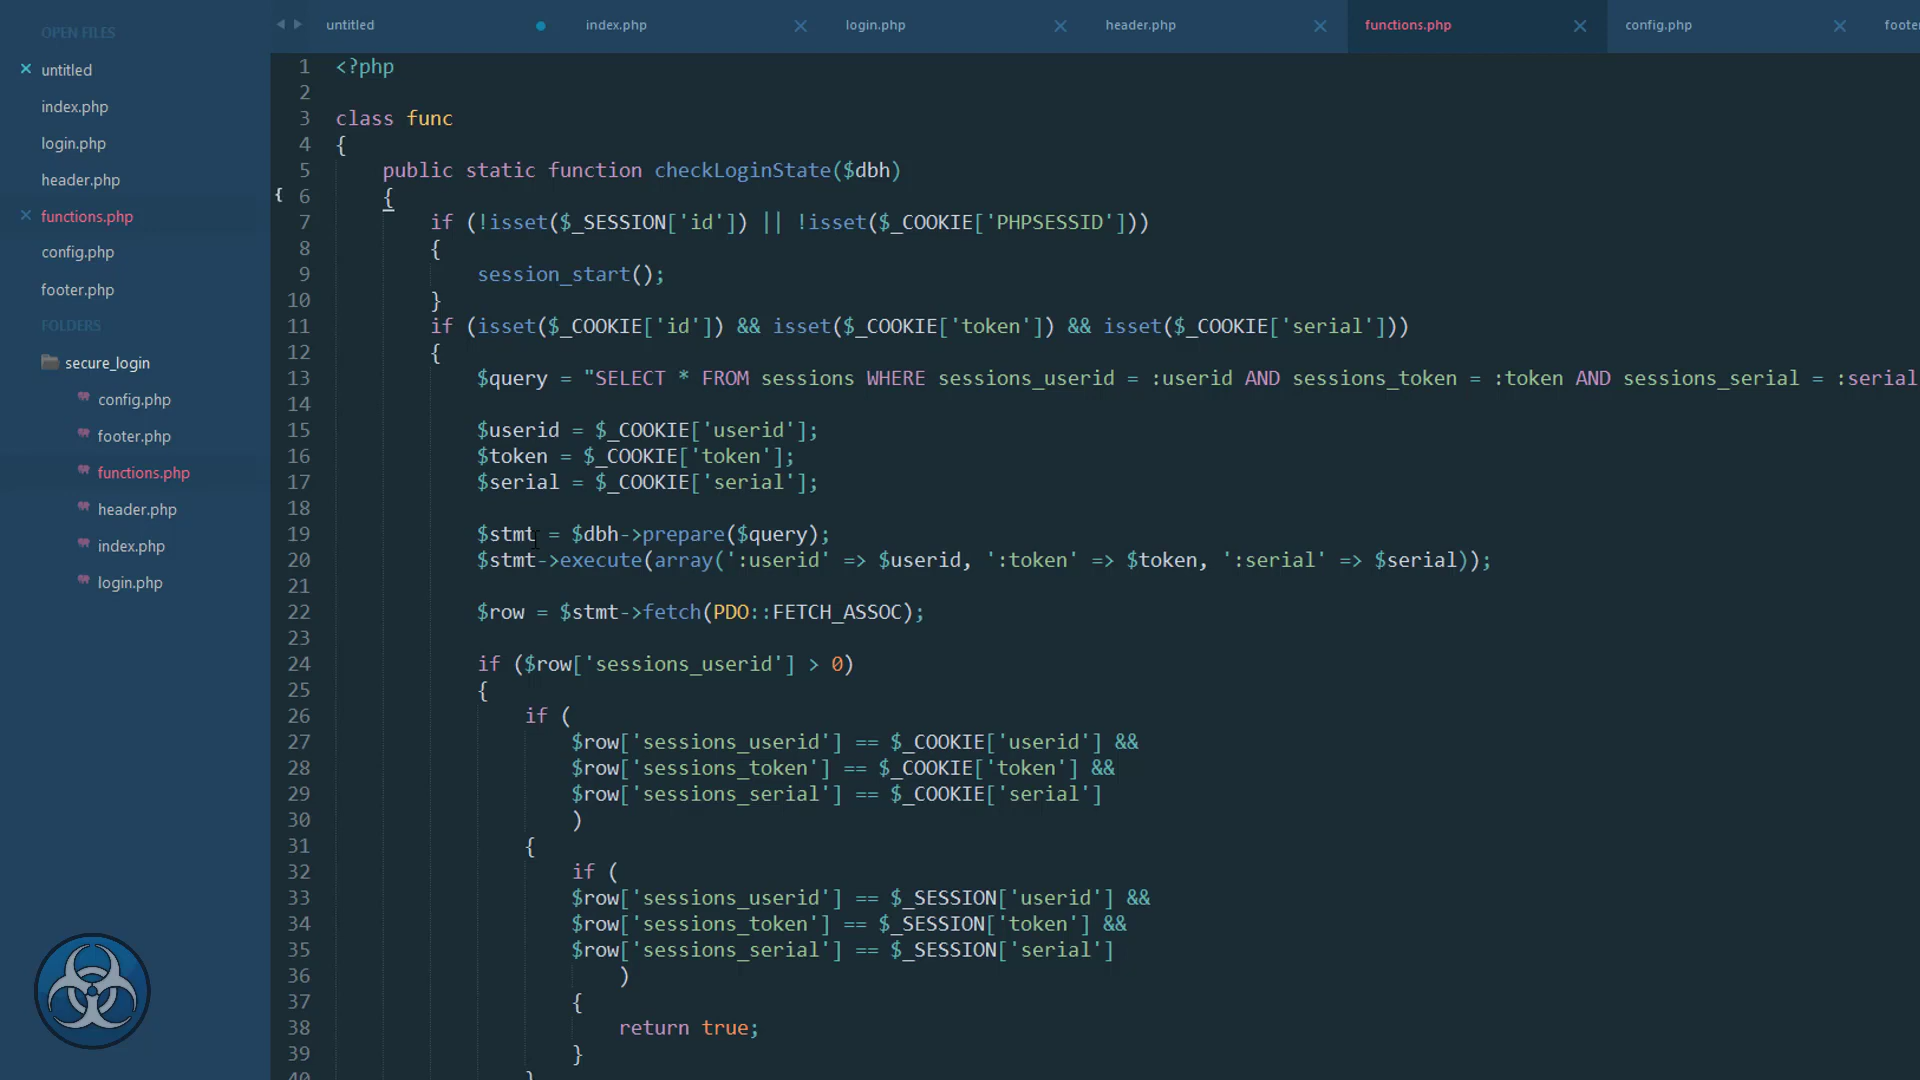 OPEN FILES
untitled
index.php
login.php
header.php
functions.php
config.php
footer.php
FOLDERS
secure_login
config.php
footer.php
functions.php
header.php
index.php
login.php
untitled
index.php
login.php
header.php
functions.php
config.php
footer
1 <?php
2
3 class func
4 {
5     public static function checkLoginState($dbh)
{ 6     {
7         if (!isset($_SESSION['id']) || !isset($_COOKIE['PHPSESSID']))
8         {
9             session_start();
10         }
11         if (isset($_COOKIE['id']) && isset($_COOKIE['token']) && isset($_COOKIE['serial']))
12         {
13             $query = "SELECT * FROM sessions WHERE sessions_userid = :userid AND sessions_token = :token AND sessions_serial = :serial
14
15             $userid = $_COOKIE['userid'];
16             $token = $_COOKIE['token'];
17             $serial = $_COOKIE['serial'];
18
19             $stmt = $dbh->prepare($query);
20             $stmt->execute(array(':userid' => $userid, ':token' => $token, ':serial' => $serial));
21
22             $row = $stmt->fetch(PDO::FETCH_ASSOC);
23
24             if ($row['sessions_userid'] > 0)
25             {
26                 if (
27                     $row['sessions_userid'] == $_COOKIE['userid'] &&
28                     $row['sessions_token'] == $_COOKIE['token'] &&
29                     $row['sessions_serial'] == $_COOKIE['serial']
30                     )
31                 {
32                     if (
33                     $row['sessions_userid'] == $_SESSION['userid'] &&
34                     $row['sessions_token'] == $_SESSION['token'] &&
35                     $row['sessions_serial'] == $_SESSION['serial']
36                         )
37                     {
38                         return true;
39                     }
40                 }